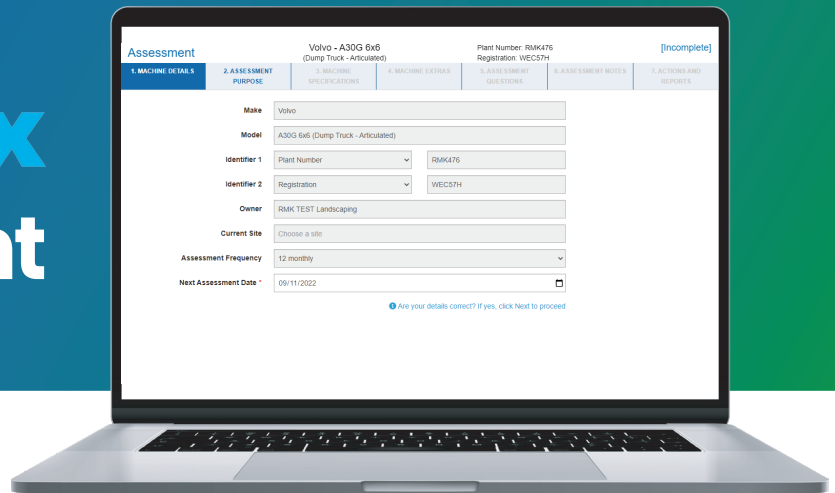 Assessment
Volvo - A30G 6x6
(Dump Truck - Articulated)
Plant Number: RMK476
Registration: WEC57H
[Incomplete]
1. MACHINE DETAILS
2. ASSESSMENT
PURPOSE
3. MACHINE
SPECIFICATIONS
4. MACHINE EXTRAS
5. ASSESSMENT
QUESTIONS
6. ASSESSMENT NOTES
7. ACTIONS AND
REPORTS
Make Volvo
Model A30G 6x6 (Dump Truck - Articulated)
Identifier 1 Plant Number RMK476
Identifier 2 Registration WEC57H
Owner RMK TEST Landscaping
Current Site Choose a site
Assessment Frequency 12 monthly
Next Assessment Date * 09/11/2022
Are your details correct? If yes, click Next to proceed
x
nt